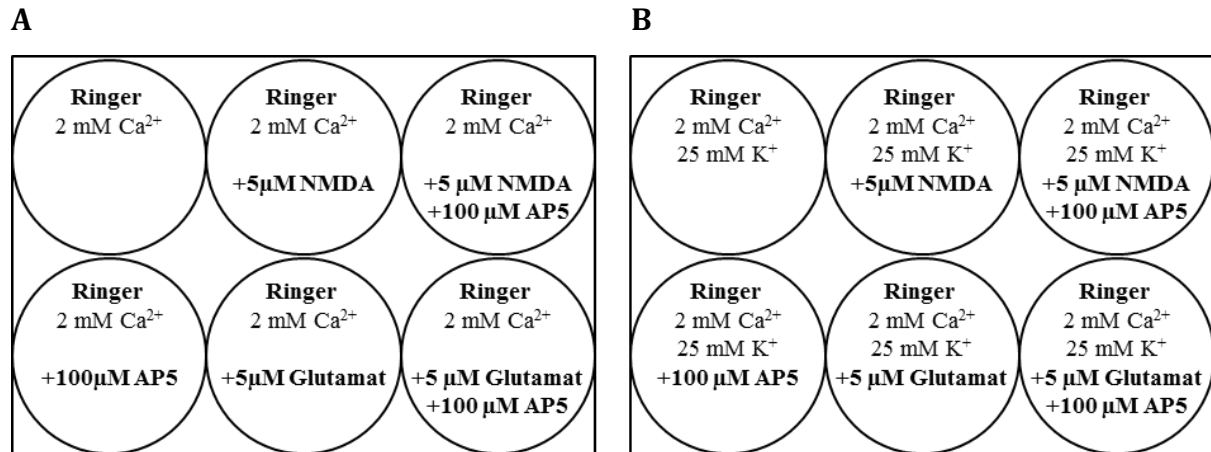 A
Ringer
2 mM Ca²⁺
Ringer
2 mM Ca²⁺
+5μM NMDA
Ringer
2 mM Ca²⁺
+5 μM NMDA
+100 μM AP5
Ringer
2 mM Ca²⁺
+100μM AP5
Ringer
2 mM Ca²⁺
+5μM Glutamat
Ringer
2 mM Ca²⁺
+5 μM Glutamat
+100 μM AP5
B
Ringer
2 mM Ca²⁺
25 mM K⁺
Ringer
2 mM Ca²⁺
25 mM K⁺
+5μM NMDA
Ringer
2 mM Ca²⁺
25 mM K⁺
+5 μM NMDA
+100 μM AP5
Ringer
2 mM Ca²⁺
25 mM K⁺
+100 μM AP5
Ringer
2 mM Ca²⁺
25 mM K⁺
+5 μM Glutamat
Ringer
2 mM Ca²⁺
25 mM K⁺
+5 μM Glutamat
+100 μM AP5